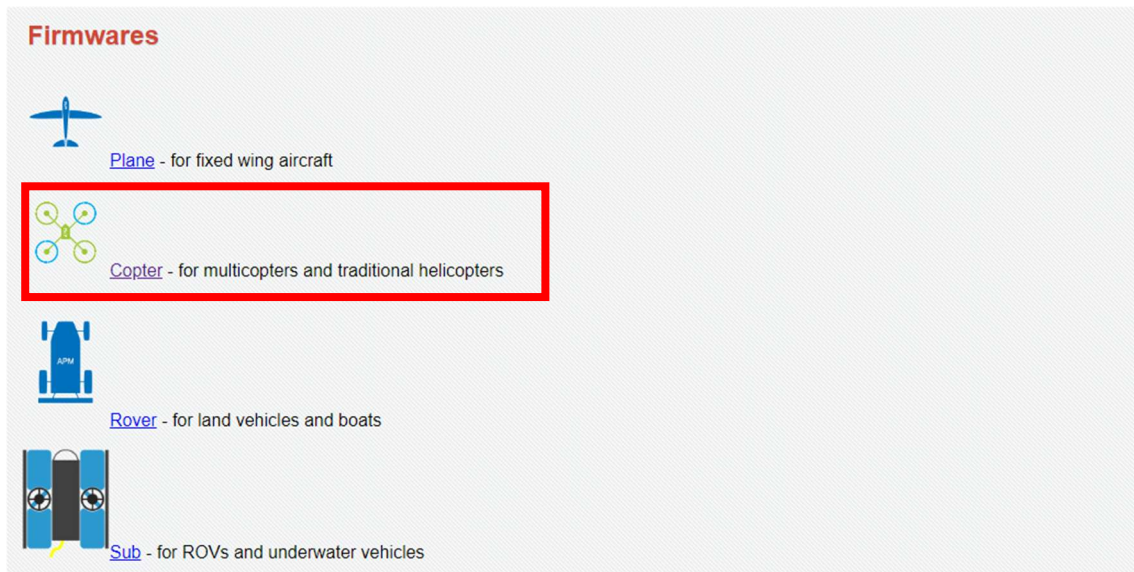 Firmwares
Plane - for fixed wing aircraft
Copter - for multicopters and traditional helicopters
APM
Rover - for land vehicles and boats
Sub - for ROVs and underwater vehicles